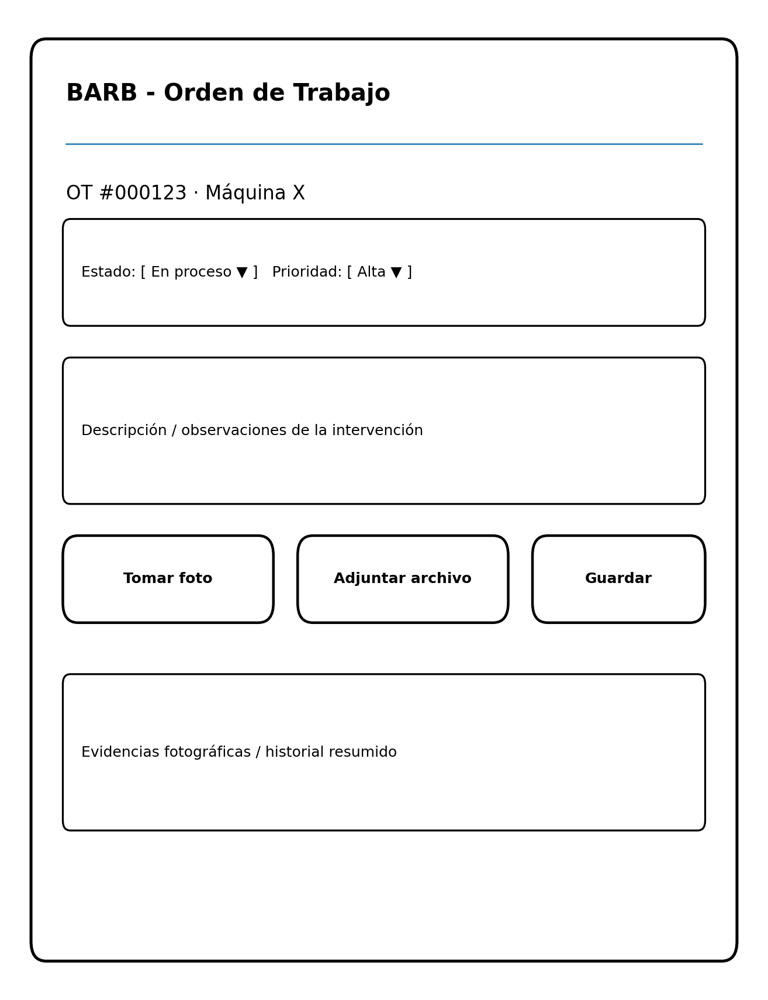 BARB - Orden de Trabajo
OT #000123 · Máquina X
Estado: [ En proceso ▼ ]   Prioridad: [ Alta ▼ ]
Descripción / observaciones de la intervención
Tomar foto
Adjuntar archivo
Guardar
Evidencias fotográficas / historial resumido